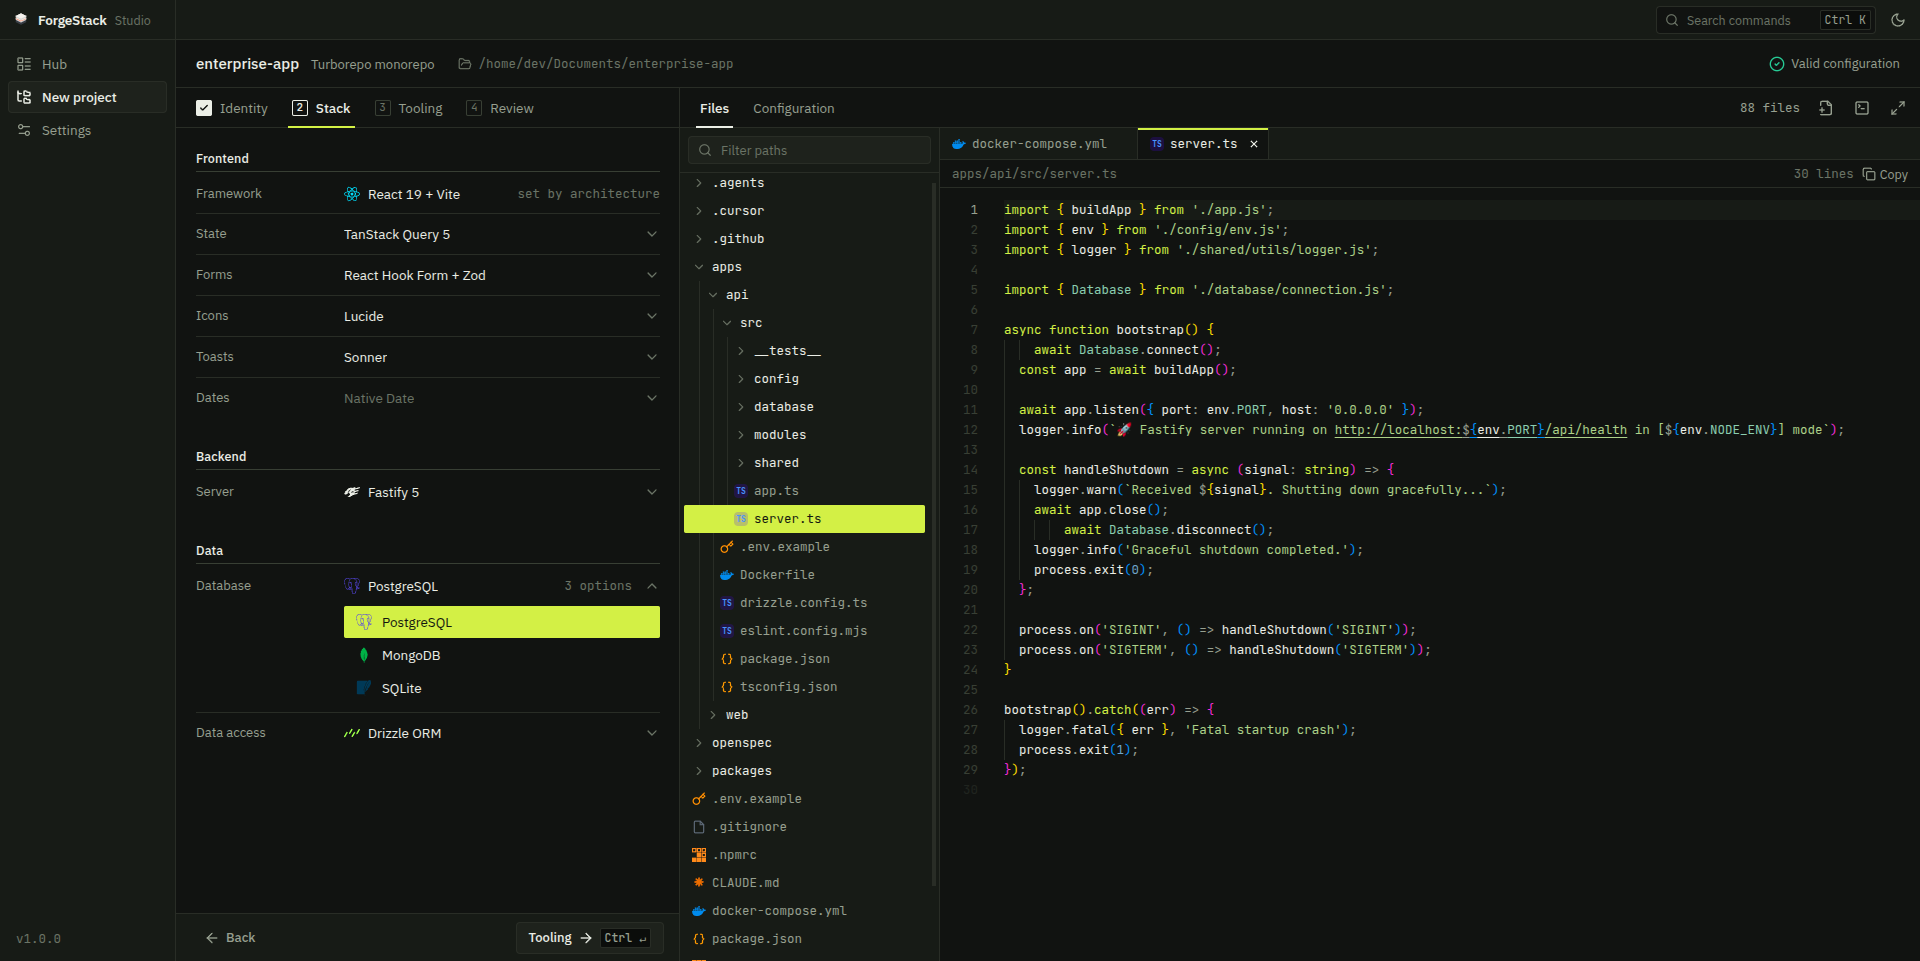 ForgeStack Studio
Search commands Ctrl K
Hub
New project
Settings
v1.0.0
enterprise-app Turborepo monorepo /home/dev/Documents/enterprise-app
Valid configuration
Identity 2 Stack 3 Tooling 4 Review
Frontend
Framework React 19 + Vite set by architecture
State TanStack Query 5
Forms React Hook Form + Zod
Icons Lucide
Toasts Sonner
Dates Native Date
Backend
Server Fastify 5
Data
Database PostgreSQL 3 options
PostgreSQL
MongoDB
SQLite
Data access Drizzle ORM
Back
Tooling Ctrl ↵
Files Configuration
88 files
Filter paths
.agents
.cursor
.github
apps
api
src
__tests__
config
database
modules
shared
TS app.ts
TS server.ts
.env.example
Dockerfile
TS drizzle.config.ts
TS eslint.config.mjs
{} package.json
{} tsconfig.json
web
openspec
packages
.env.example
.gitignore
.npmrc
CLAUDE.md
docker-compose.yml
{} package.json
docker-compose.yml
TS server.ts ×
apps/api/src/server.ts
30 lines Copy
1 import { buildApp } from './app.js';
2 import { env } from './config/env.js';
3 import { logger } from './shared/utils/logger.js';
4
5 import { Database } from './database/connection.js';
6
7 async function bootstrap() {
8 await Database.connect();
9 const app = await buildApp();
10
11 await app.listen({ port: env.PORT, host: '0.0.0.0' });
12 logger.info(`🚀 Fastify server running on http://localhost:${env.PORT}/api/health in [${env.NODE_ENV}] mode`);
13
14 const handleShutdown = async (signal: string) => {
15 logger.warn(`Received ${signal}. Shutting down gracefully...`);
16 await app.close();
17 await Database.disconnect();
18 logger.info('Graceful shutdown completed.');
19 process.exit(0);
20 };
21
22 process.on('SIGINT', () => handleShutdown('SIGINT'));
23 process.on('SIGTERM', () => handleShutdown('SIGTERM'));
24 }
25
26 bootstrap().catch((err) => {
27 logger.fatal({ err }, 'Fatal startup crash');
28 process.exit(1);
29 });
30